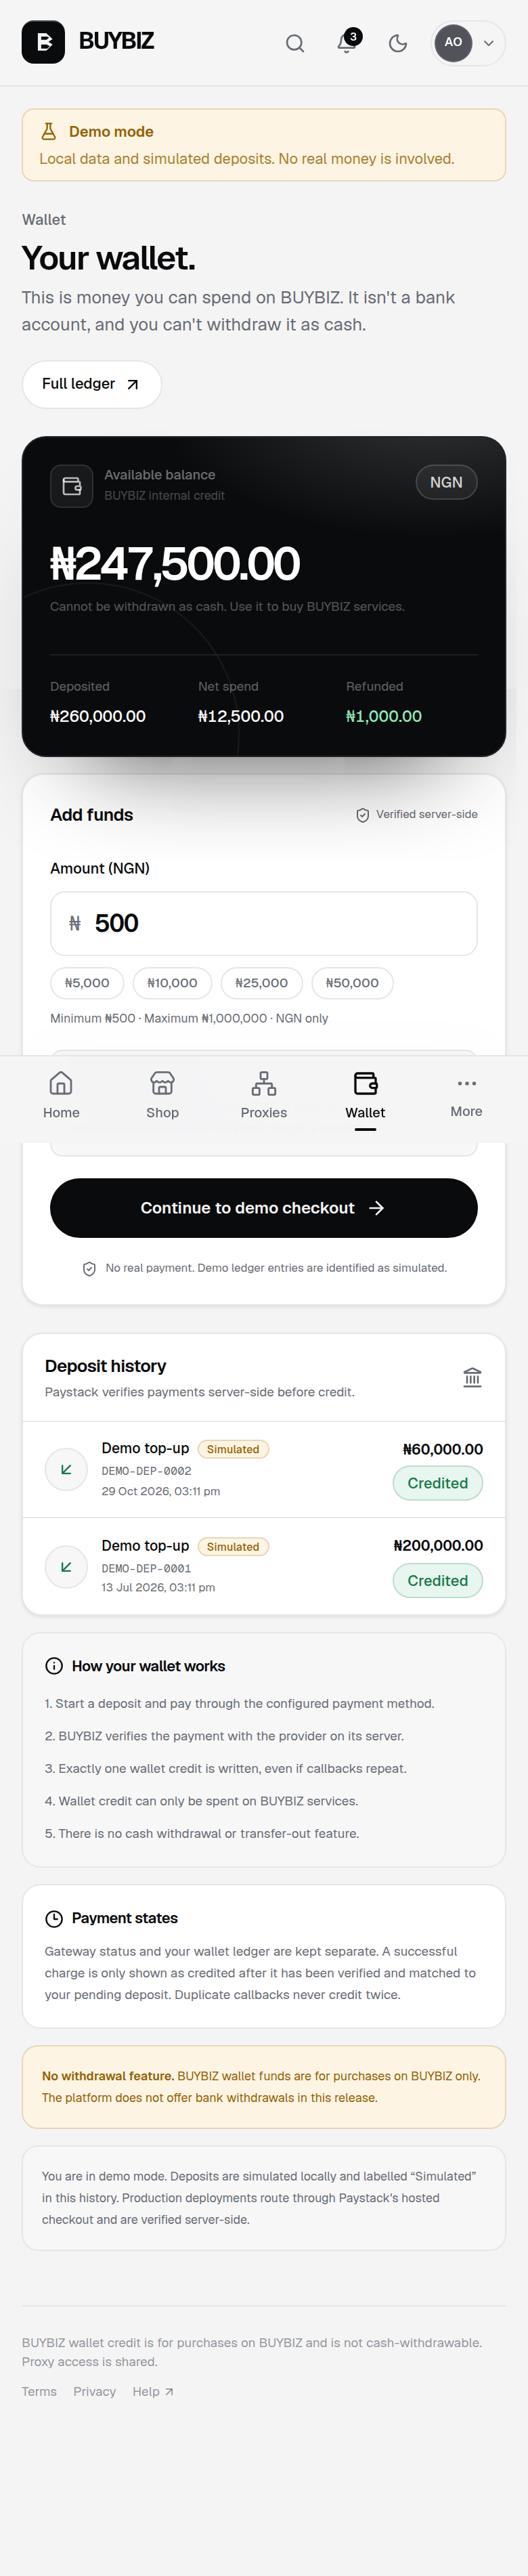 BUYBIZ
3
AO
Demo mode
Local data and simulated deposits. No real money is involved.
Wallet
Your wallet.
This is money you can spend on BUYBIZ. It isn't a bank
account, and you can't withdraw it as cash.
Full ledger
Available balance
BUYBIZ internal credit
NGN
₦247,500.00
Cannot be withdrawn as cash. Use it to buy BUYBIZ services.
Deposited
Net spend
Refunded
₦260,000.00
₦12,500.00
₦1,000.00
Add funds
Verified server-side
Amount (NGN)
₦ 500
₦5,000
₦10,000
₦25,000
₦50,000
Minimum ₦500 · Maximum ₦1,000,000 · NGN only
Home
Shop
Proxies
Wallet
More
Continue to demo checkout
No real payment. Demo ledger entries are identified as simulated.
Deposit history
Paystack verifies payments server-side before credit.
Demo top-up Simulated
₦60,000.00
DEMO-DEP-0002
Credited
29 Oct 2026, 03:11 pm
Demo top-up Simulated
₦200,000.00
DEMO-DEP-0001
Credited
13 Jul 2026, 03:11 pm
How your wallet works
1. Start a deposit and pay through the configured payment method.
2. BUYBIZ verifies the payment with the provider on its server.
3. Exactly one wallet credit is written, even if callbacks repeat.
4. Wallet credit can only be spent on BUYBIZ services.
5. There is no cash withdrawal or transfer-out feature.
Payment states
Gateway status and your wallet ledger are kept separate. A successful
charge is only shown as credited after it has been verified and matched to
your pending deposit. Duplicate callbacks never credit twice.
No withdrawal feature. BUYBIZ wallet funds are for purchases on BUYBIZ only.
The platform does not offer bank withdrawals in this release.
You are in demo mode. Deposits are simulated locally and labelled “Simulated”
in this history. Production deployments route through Paystack's hosted
checkout and are verified server-side.
BUYBIZ wallet credit is for purchases on BUYBIZ and is not cash-withdrawable.
Proxy access is shared.
Terms
Privacy
Help